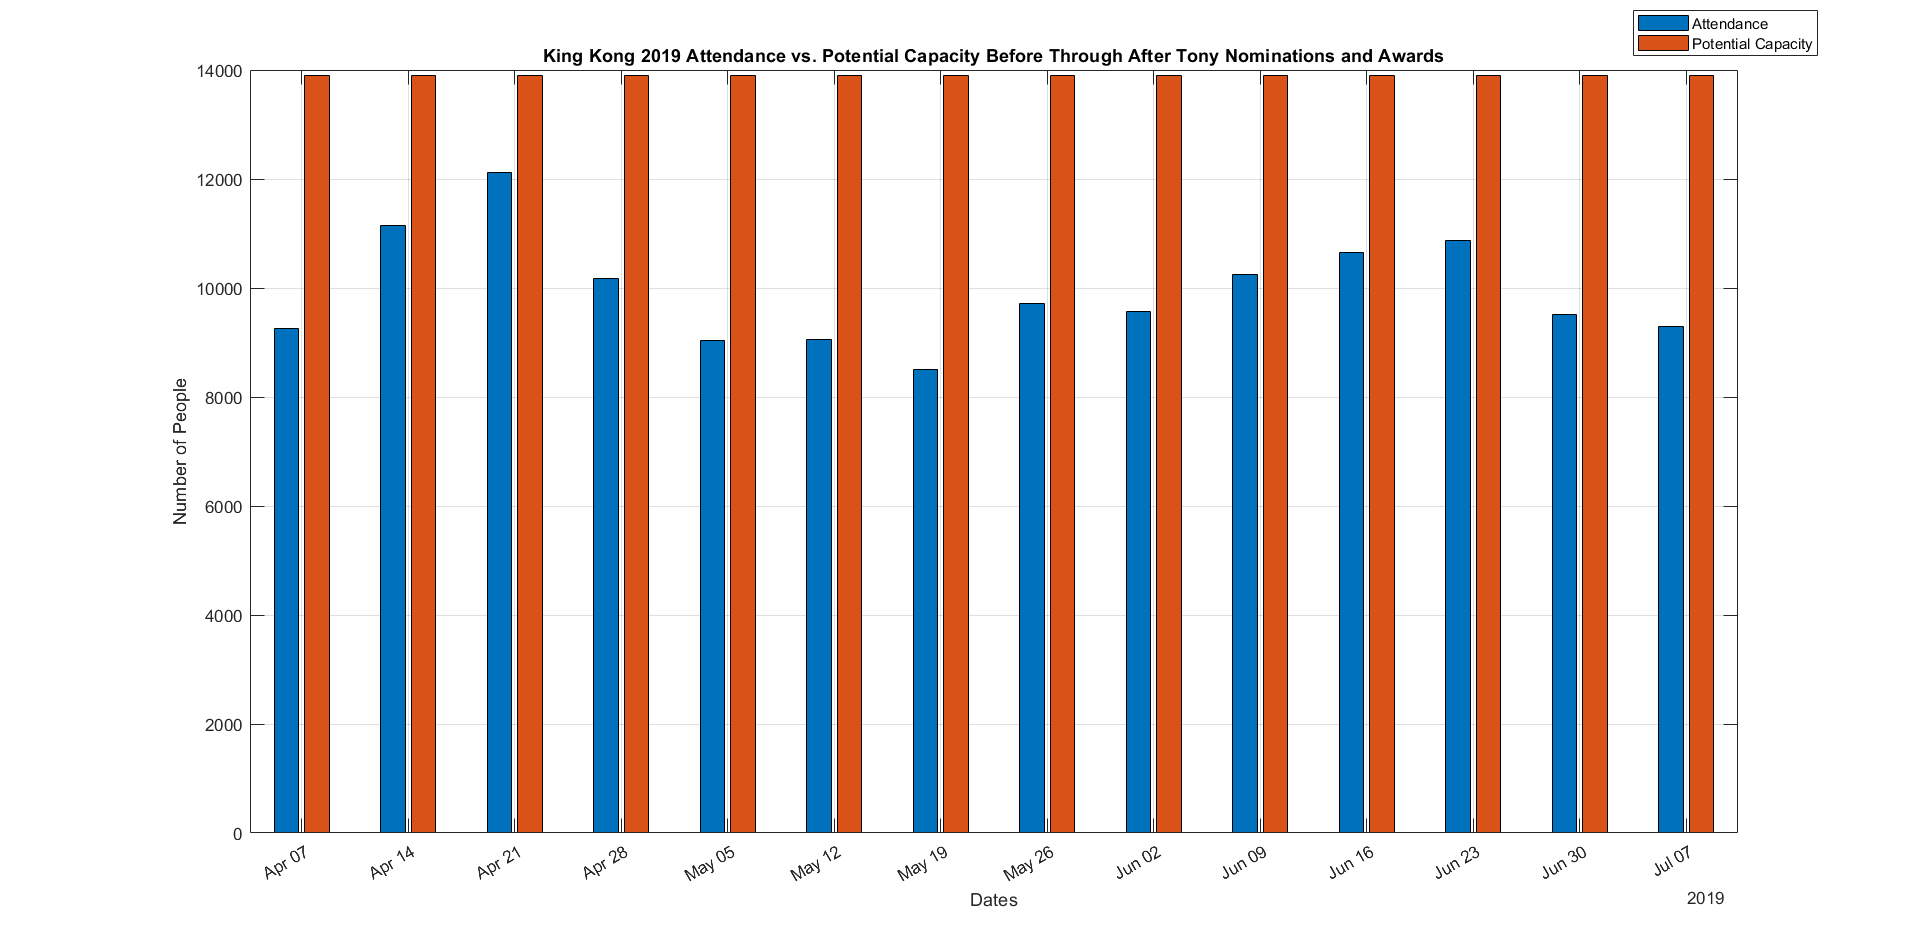 Attendance
Potential Capacity
King Kong 2019 Attendance vs. Potential Capacity Before Through After Tony Nominations and Awards
14000
12000
10000
8000
6000
4000
2000
0
Number of People
Apr 07
Apr 14
Apr 21
Apr 28
May 05
May 12
May 19
May 26
Jun 02
Jun 09
Jun 16
Jun 23
Jun 30
Jul 07
Dates
2019